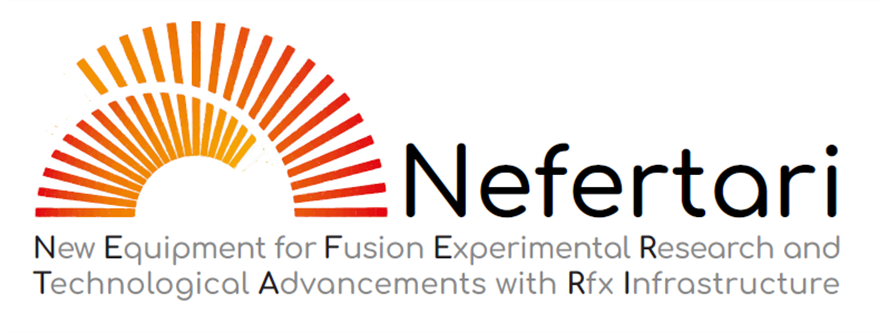 Nefertari
New Equipment for Fusion Experimental Research and
Technological Advancements with Rfx Infrastructure